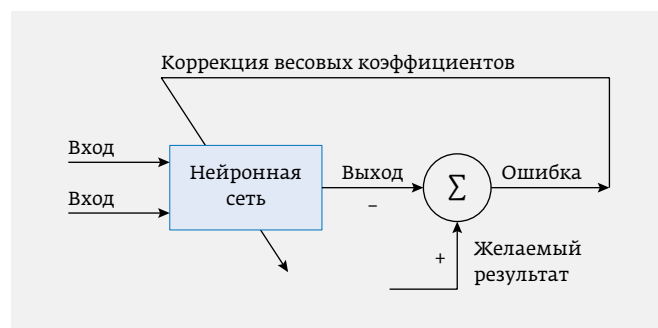 Коррекция весовых коэффициентов
Вход
Вход
Нейронная
сеть
Выход
–
Σ
Ошибка
+
Желаемый
результат